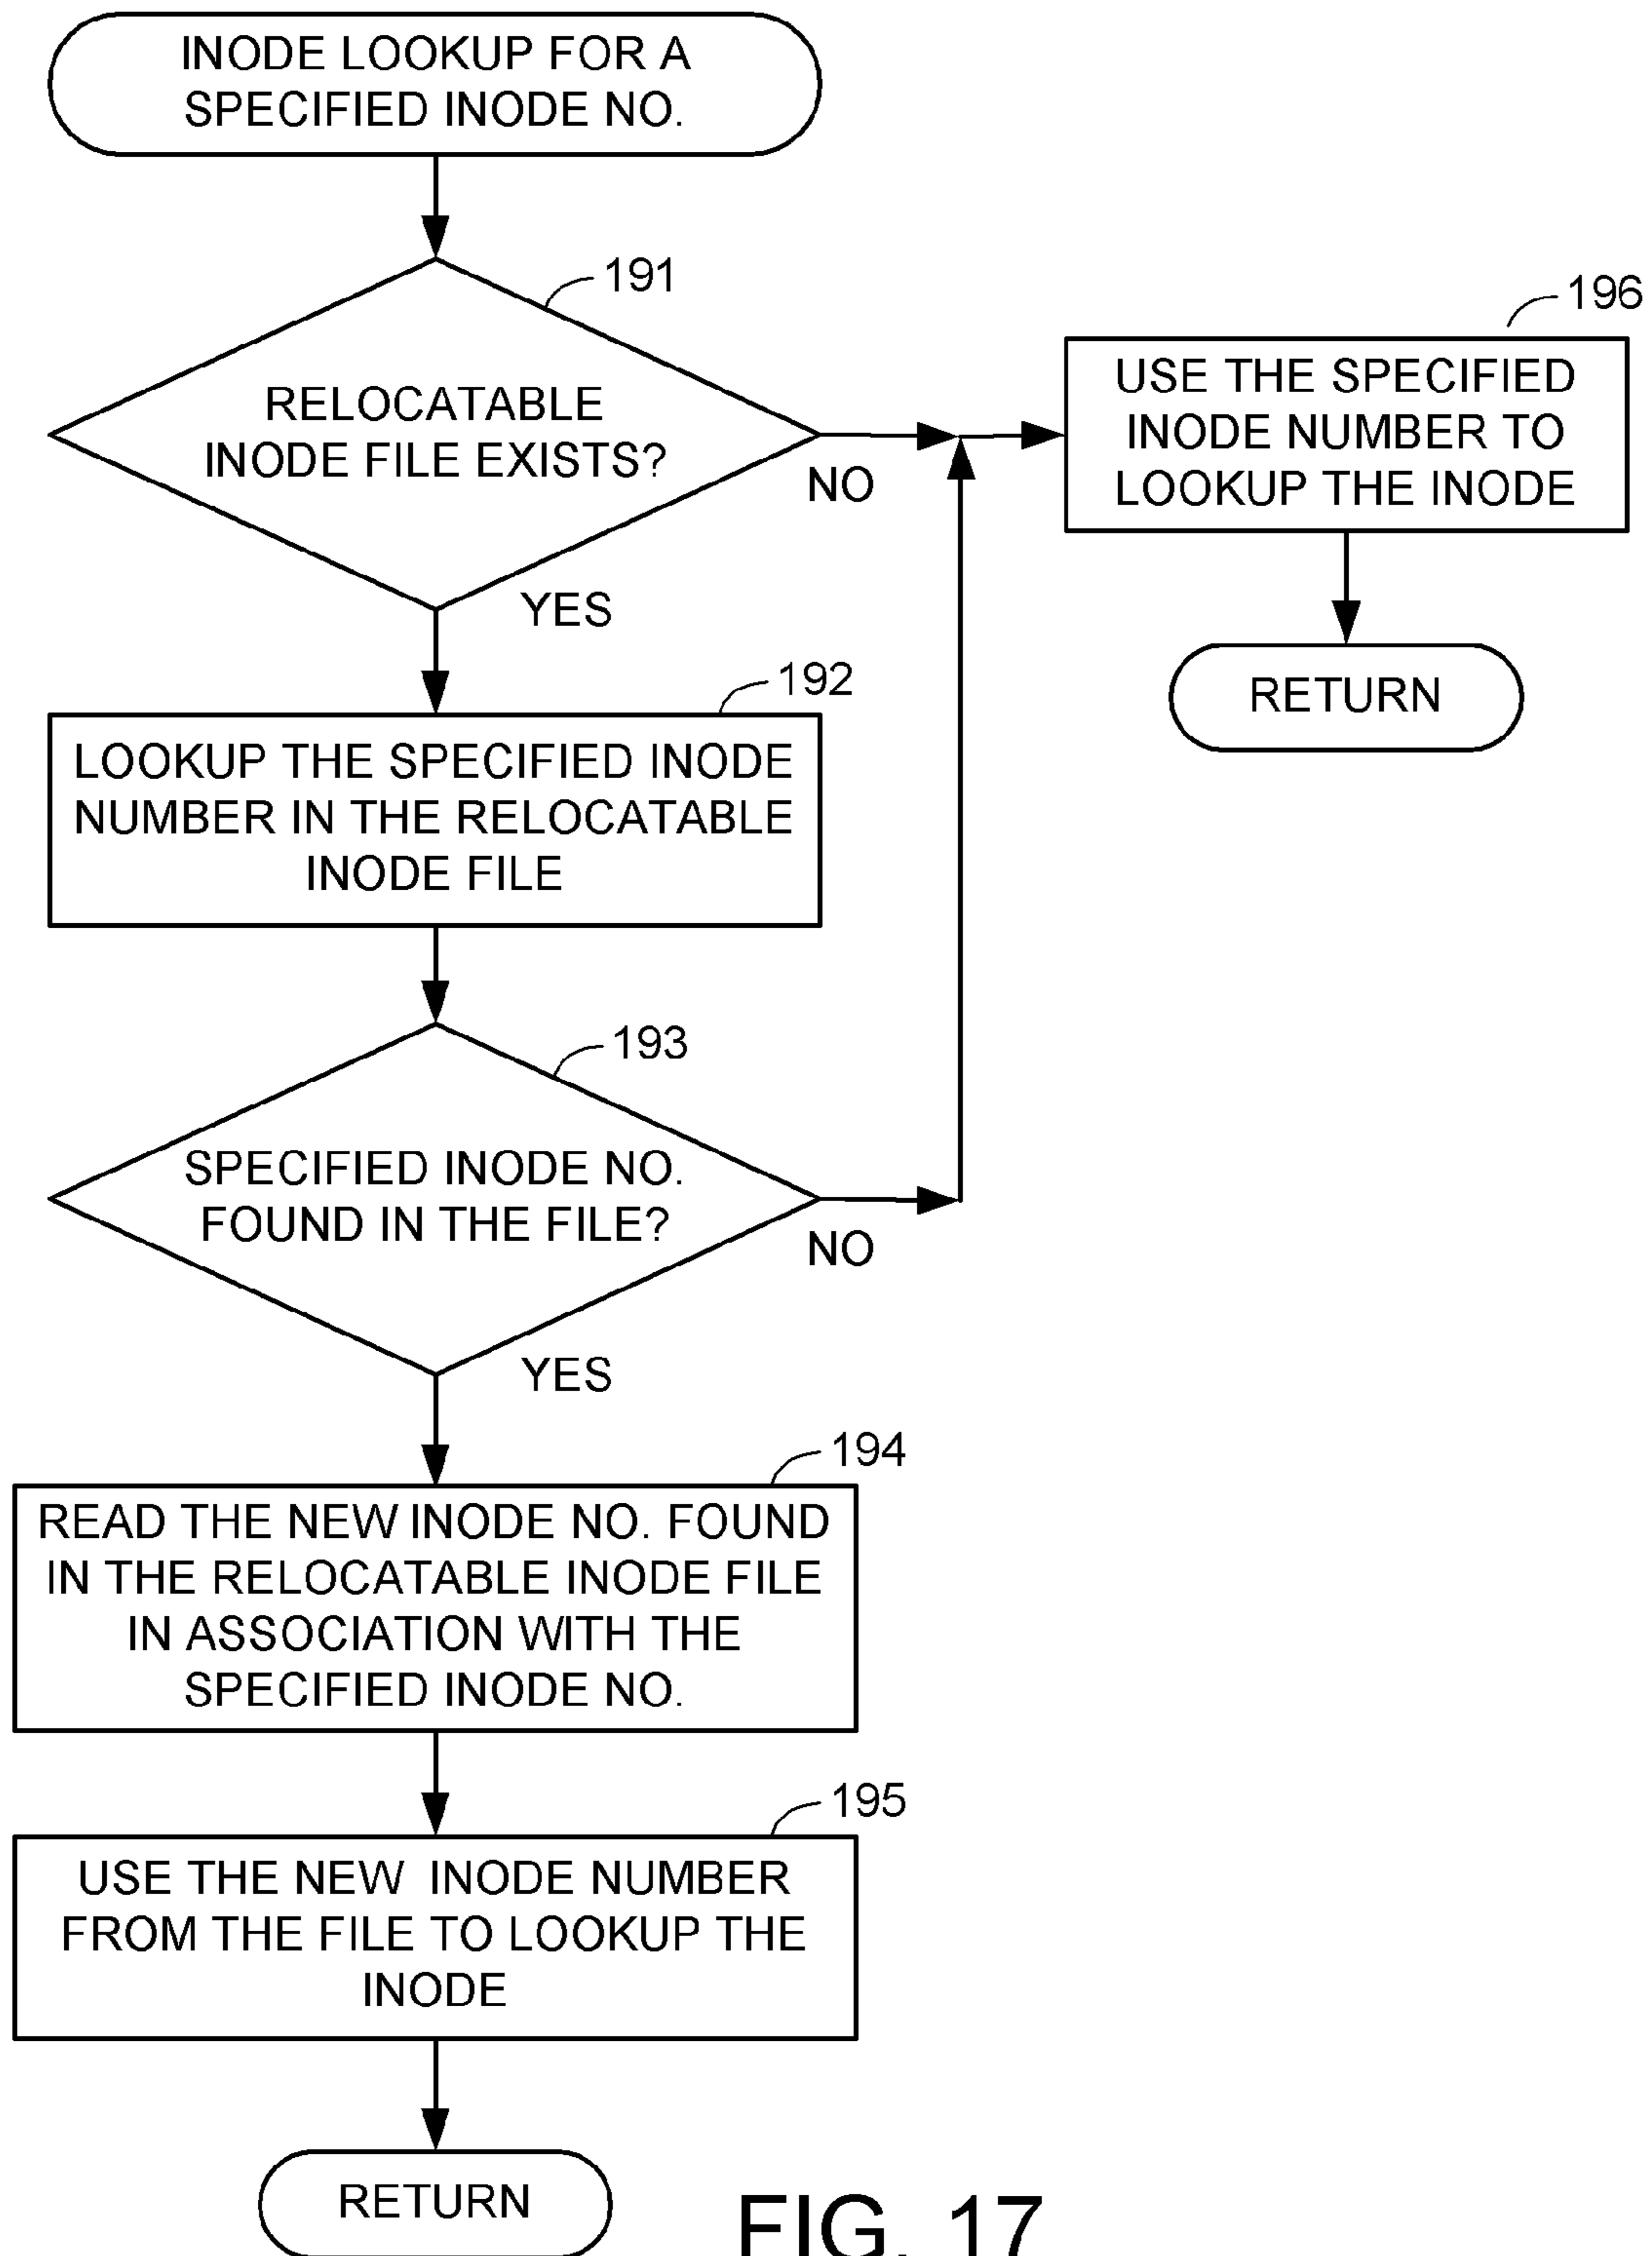 INODE LOOKUP FOR A
SPECIFIED INODE NO.
191
RELOCATABLE
INODE FILE EXISTS?
NO
YES
196
USE THE SPECIFIED
INODE NUMBER TO
LOOKUP THE INODE
RETURN
192
LOOKUP THE SPECIFIED INODE
NUMBER IN THE RELOCATABLE
INODE FILE
193
SPECIFIED INODE NO.
FOUND IN THE FILE?
NO
YES
194
READ THE NEW INODE NO. FOUND
IN THE RELOCATABLE INODE FILE
IN ASSOCIATION WITH THE
SPECIFIED INODE NO.
195
USE THE NEW INODE NUMBER
FROM THE FILE TO LOOKUP THE
INODE
RETURN
FIG. 17